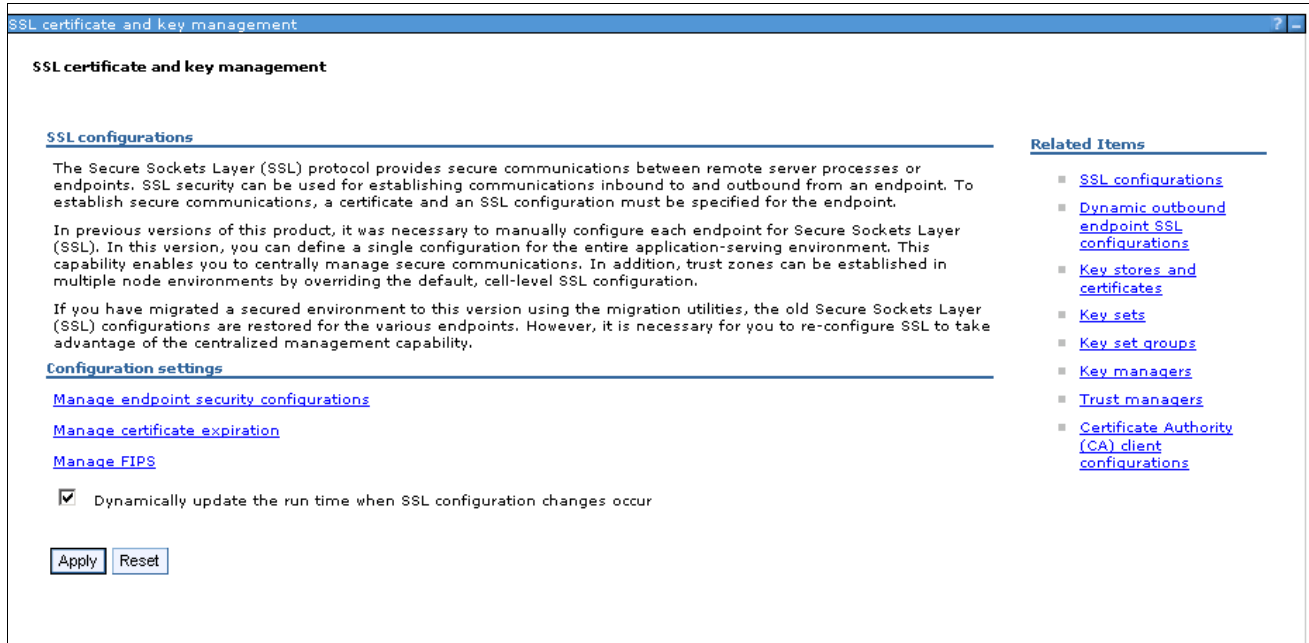 SSL certificate and key management
? –
SSL certificate and key management
SSL configurations
The Secure Sockets Layer (SSL) protocol provides secure communications between remote server processes or
endpoints. SSL security can be used for establishing communications inbound to and outbound from an endpoint. To
establish secure communications, a certificate and an SSL configuration must be specified for the endpoint.
In previous versions of this product, it was necessary to manually configure each endpoint for Secure Sockets Layer
(SSL). In this version, you can define a single configuration for the entire application-serving environment. This
capability enables you to centrally manage secure communications. In addition, trust zones can be established in
multiple node environments by overriding the default, cell-level SSL configuration.
If you have migrated a secured environment to this version using the migration utilities, the old Secure Sockets Layer
(SSL) configurations are restored for the various endpoints. However, it is necessary for you to re-configure SSL to take
advantage of the centralized management capability.
Configuration settings
Manage endpoint security configurations
Manage certificate expiration
Manage FIPS
Dynamically update the run time when SSL configuration changes occur
Apply
Reset
Related Items
SSL configurations
Dynamic outbound
endpoint SSL
configurations
Key stores and
certificates
Key sets
Key set groups
Key managers
Trust managers
Certificate Authority
(CA) client
configurations